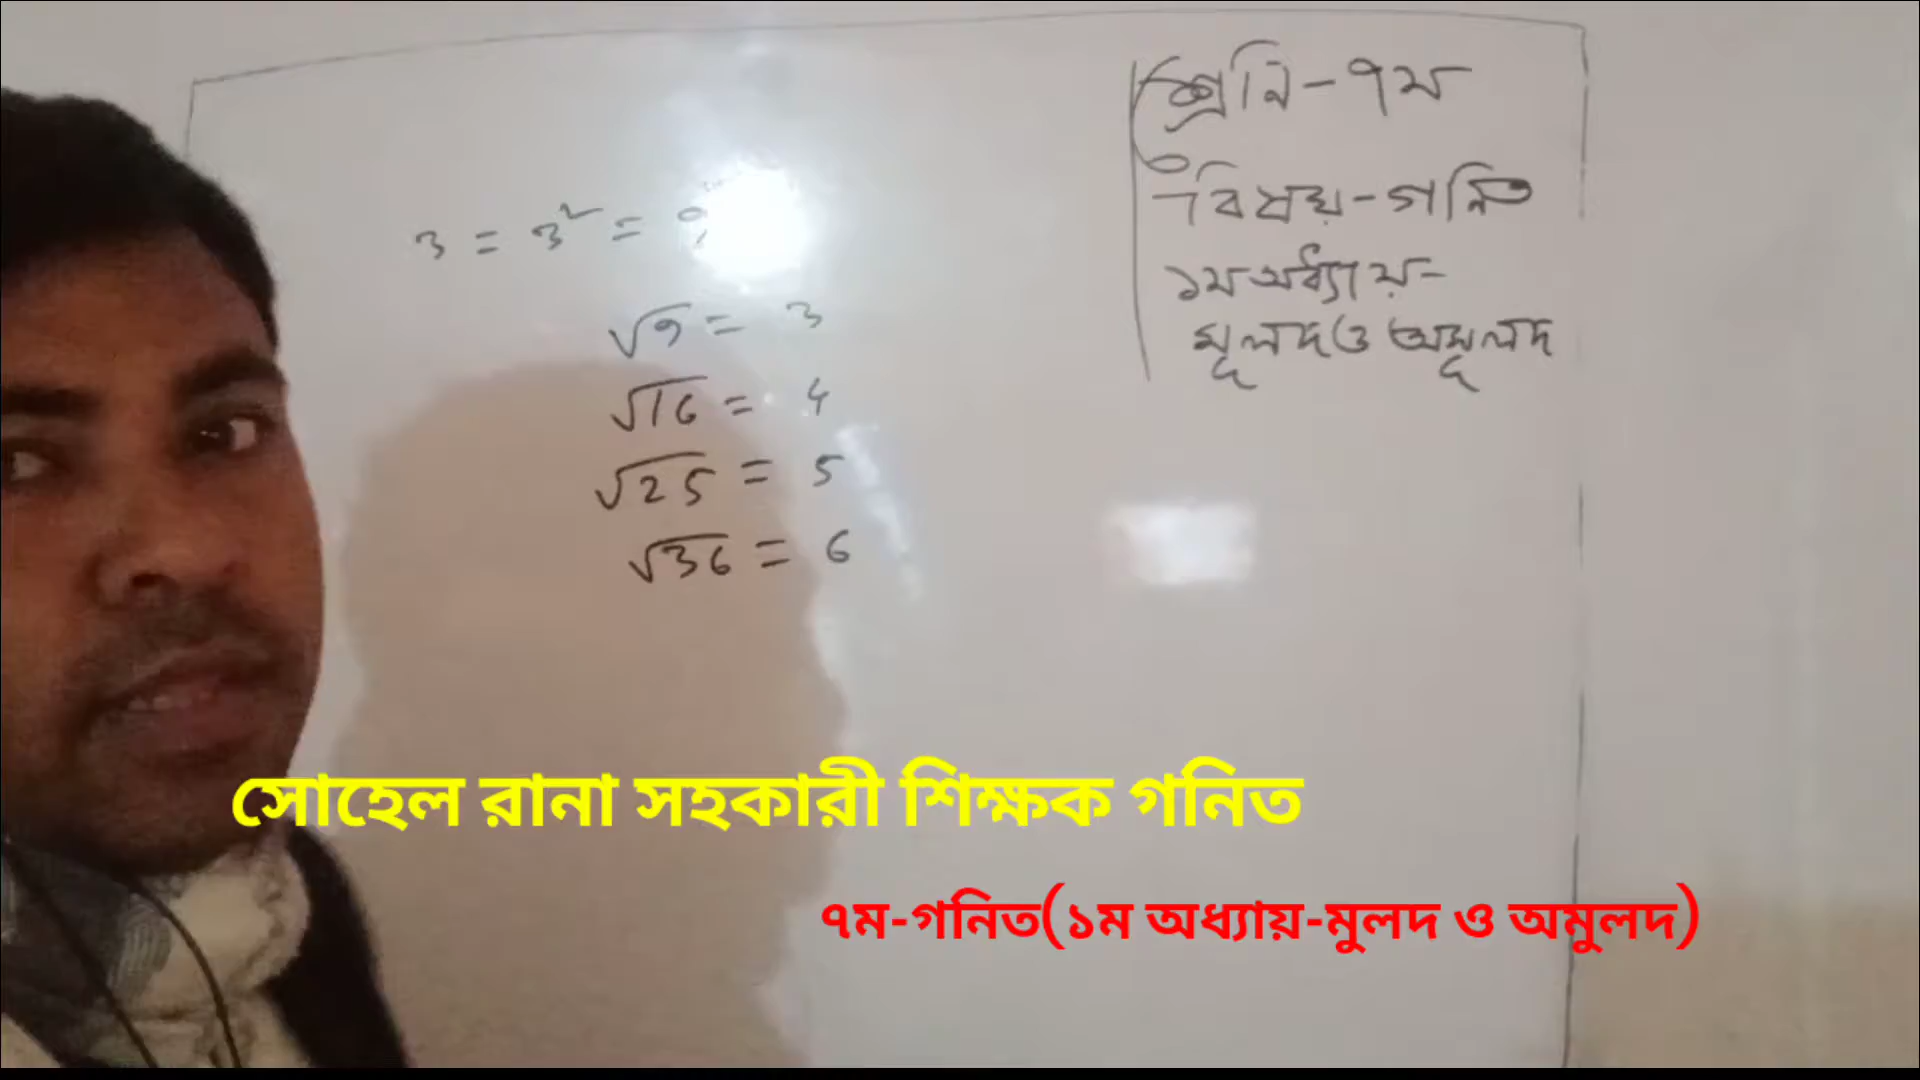 3 = 3² = 9
√9 = 3
√16 = 4
√25 = 5
√36 = 6
শ্রেনি-৭ম
বিষয়-গনিত
১ম অধ্যায়-
মূলদ ও অমূলদ
সোহেল রানা সহকারী শিক্ষক গনিত
৭ম-গনিত(১ম অধ্যায়-মুলদ ও অমুলদ)